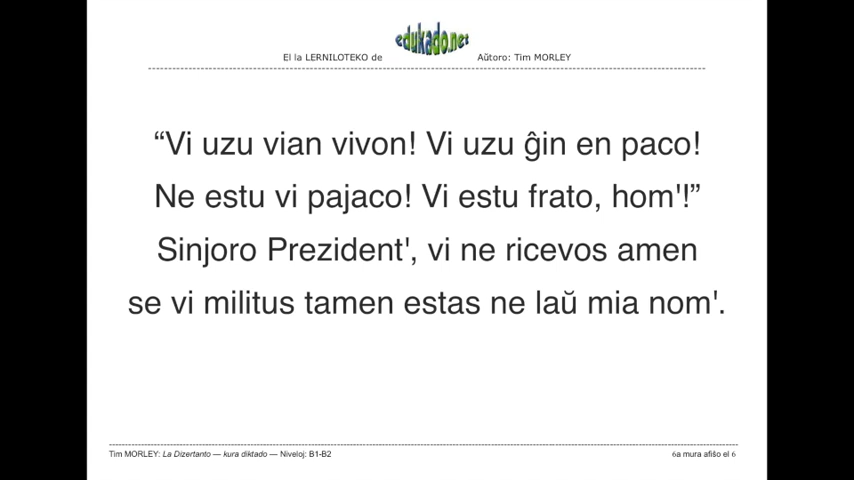 El la LERNILOTEKO de edukado.net Aŭtoro: Tim MORLEY
“Vi uzu vian vivon! Vi uzu ĝin en paco!
Ne estu vi pajaco! Vi estu frato, hom'!”
Sinjoro Prezident', vi ne ricevos amen
se vi militus tamen estas ne laŭ mia nom'.
Tim MORLEY: La Dizertanto — kura diktado — Niveloj: B1-B2 6a mura afiŝo el 6